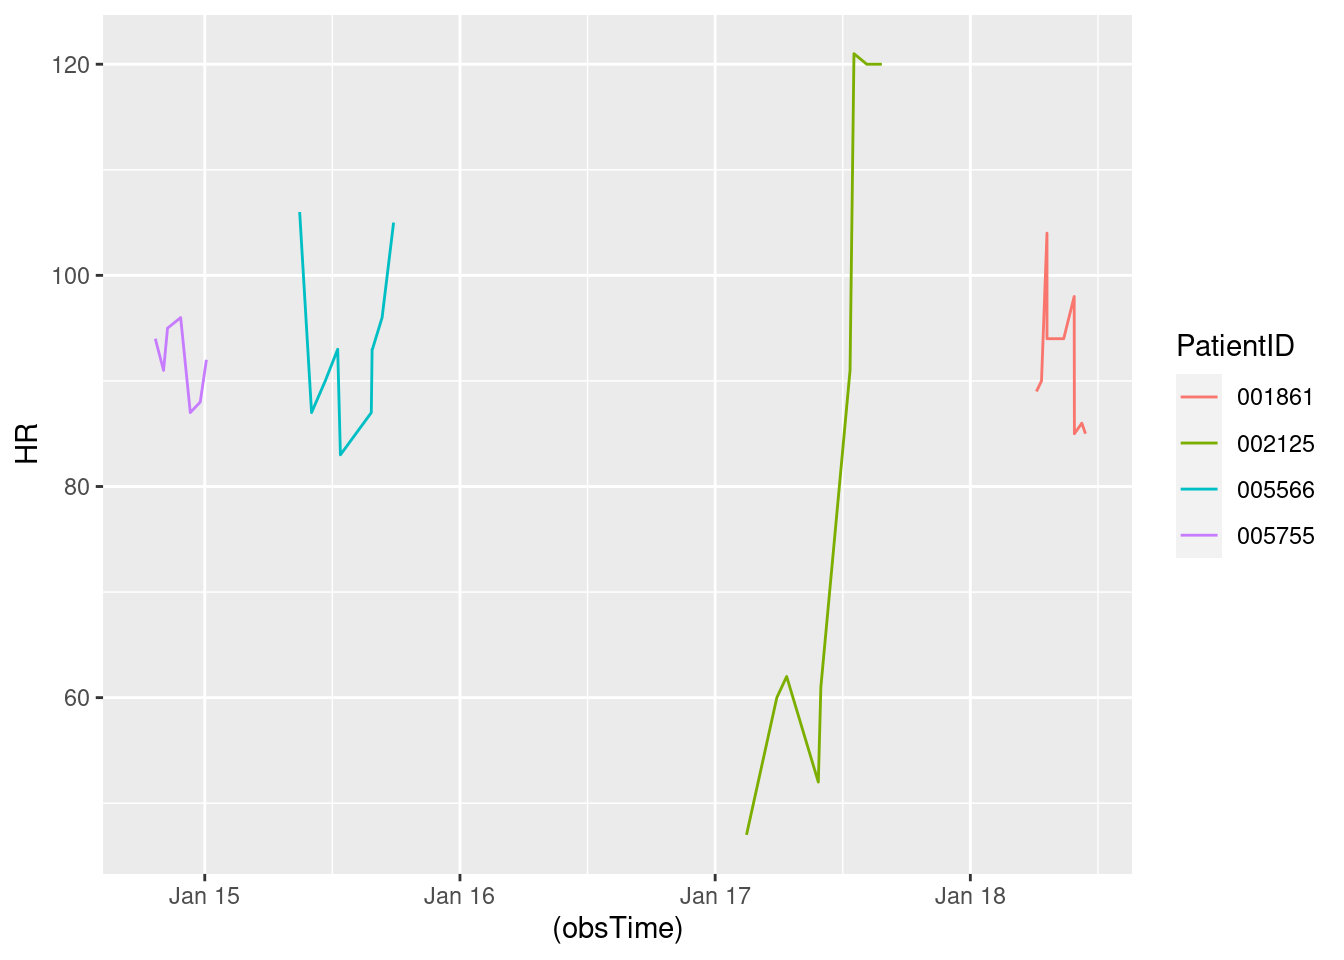 120
100
80
60
HR
Jan 15
Jan 16
Jan 17
Jan 18
(obsTime)
PatientID
001861
002125
005566
005755